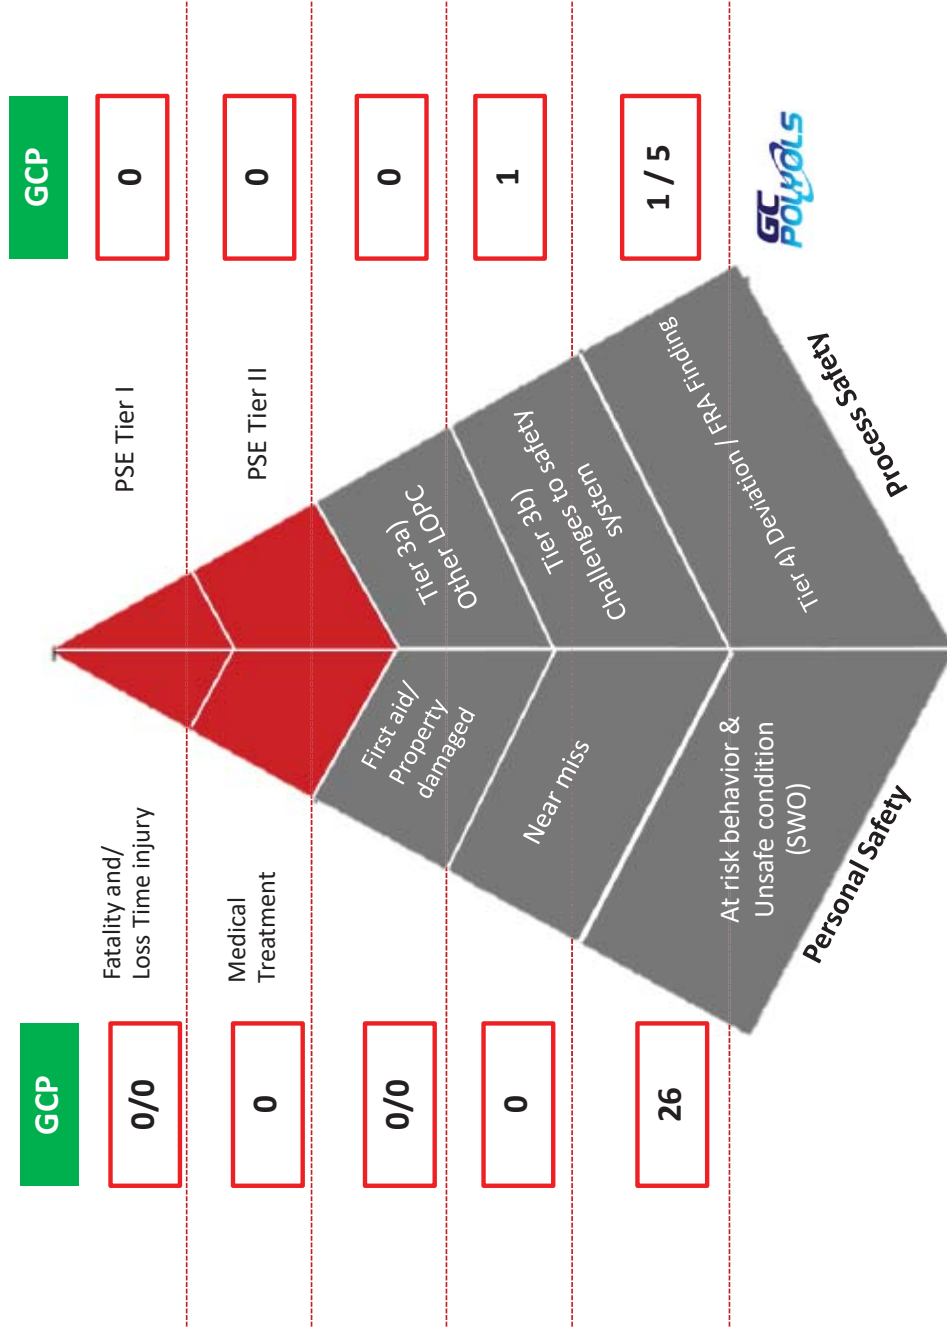 GCP
GCP
0/0
Fatality and/
Loss Time injury
PSE Tier I
0
0
Medical
Treatment
PSE Tier II
0
0/0
First aid/
Property
damaged
Tier 3a)
Other LOPC
0
0
Near miss
Tier 3b)
Challenges to safety
system
1
26
At risk behavior &
Unsafe condition
(SWO)
Tier 4) Deviation / FRA Finding
1 / 5
Personal Safety
Process Safety
GC
POLYOLS